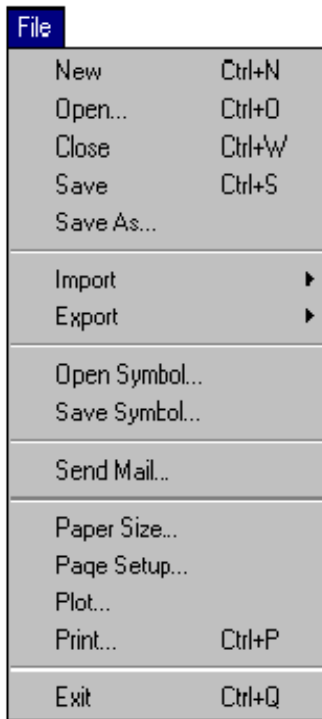 File
New Ctrl+N
Open... Ctrl+O
Close Ctrl+W
Save Ctrl+S
Save As...
Import
Export
Open Symbol...
Save Symbol...
Send Mail...
Paper Size...
Page Setup...
Plot...
Print... Ctrl+P
Exit Ctrl+Q